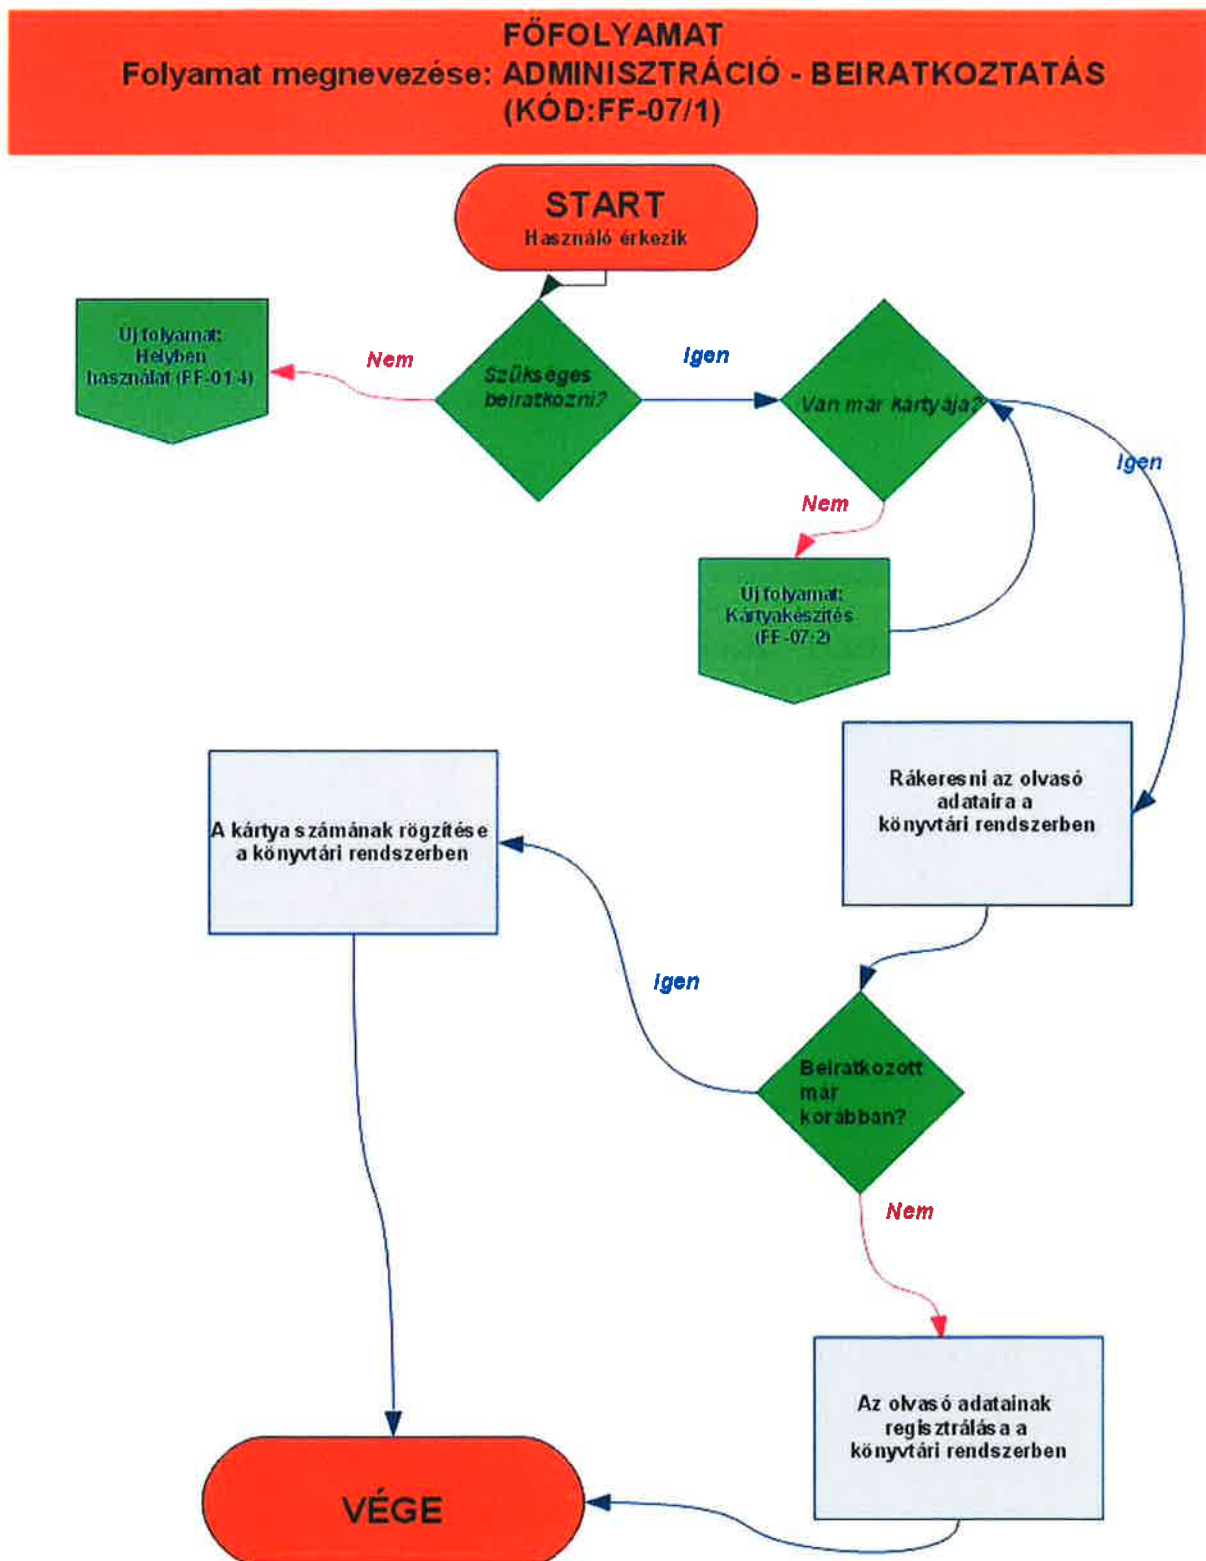 FŐFOLYAMAT
Folyamat megnevezése: ADMINISZTRÁCIÓ - BEIRATKOZTATÁS
(KÓD:FF-07/1)
START
Használó érkezik
Új folyamat:
Helyben
használat (FF-01-4)
Nem
Szükséges
beiratkozni?
Igen
Van már kártyája?
Igen
Nem
Új folyamat:
Kártyakészítés
(FF-07-2)
Rákeresni az olvasó
adataira a
könyvtári rendszerben
A kártya számának rögzítése
a könyvtári rendszerben
Igen
Beiratkozott
már
korábban?
Nem
Az olvasó adatainak
regisztrálása a
könyvtári rendszerben
VÉGE